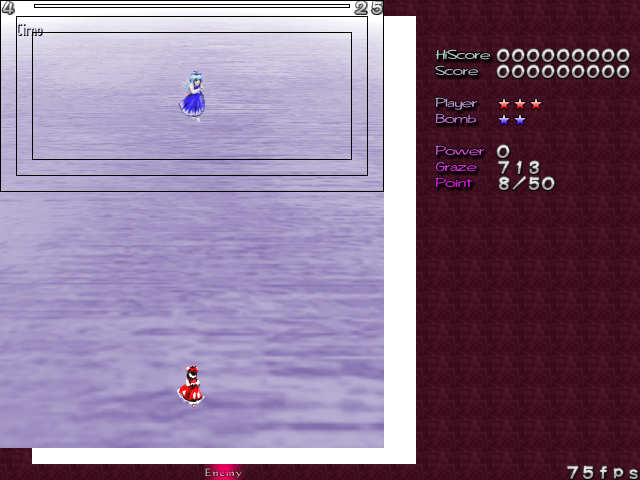 4 25
Cirno
HiScore 000000000
Score 000000000
Player ★★★
Bomb ★★
Power 0
Graze 713
Point 8/50
Enemy
75fps